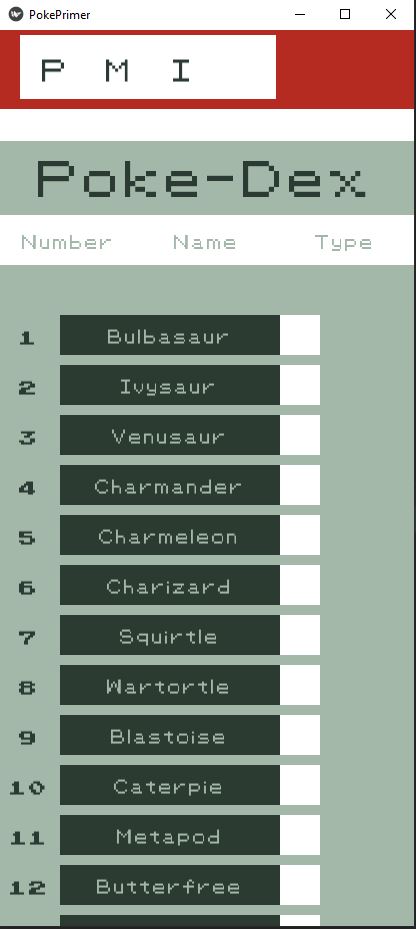 PokePrimer
P M I
Poke-Dex
Number Name Type
1 Bulbasaur
2 Ivysaur
3 Venusaur
4 Charmander
5 Charmeleon
6 Charizard
7 Squirtle
8 Wartortle
9 Blastoise
10 Caterpie
11 Metapod
12 Butterfree